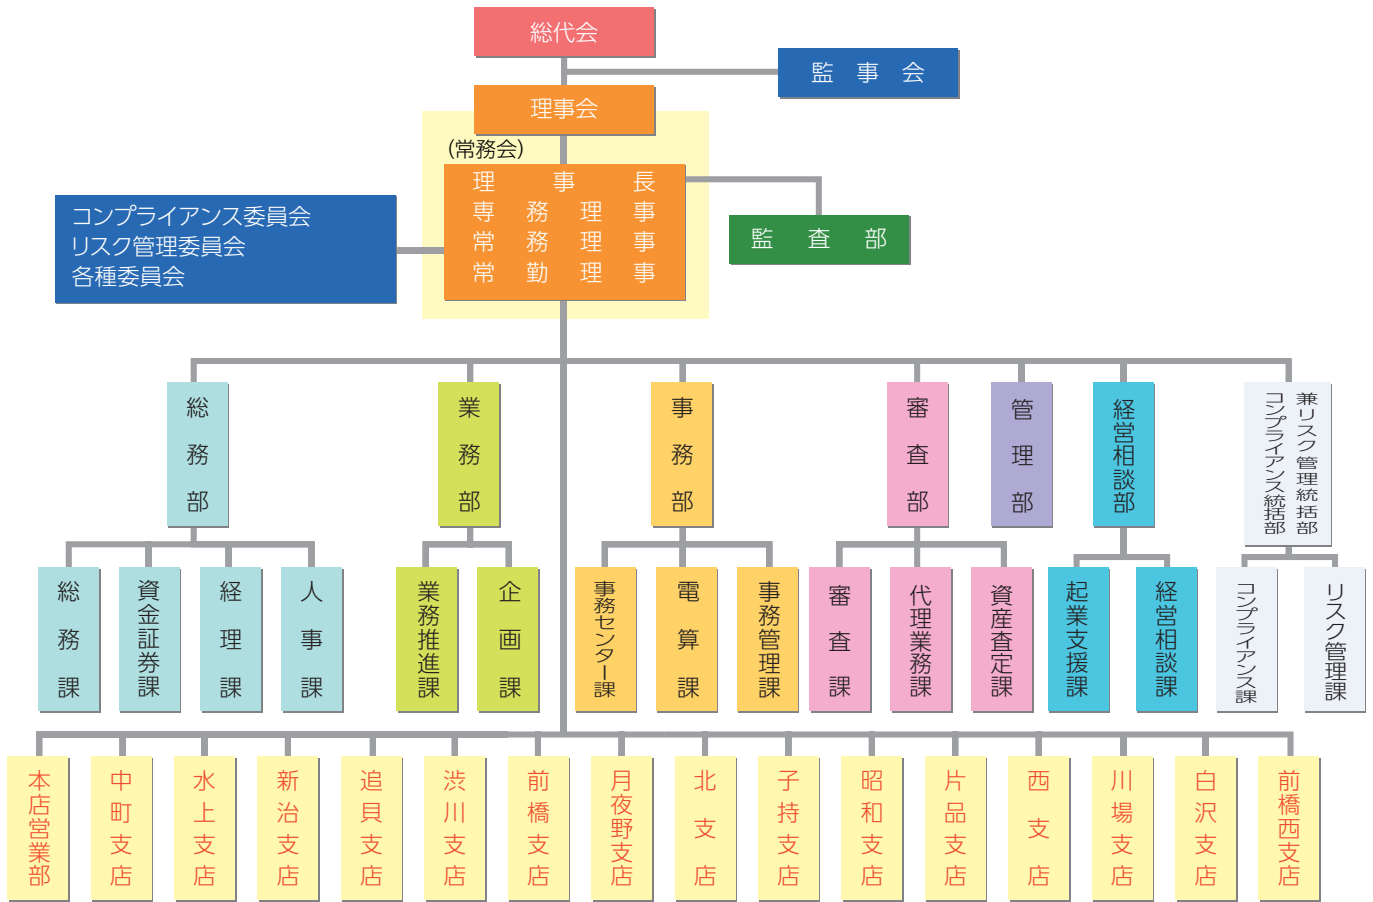 総代会
監事会
理事会
(常務会)
理事長
専務理事
常務理事
常勤理事
監査部
コンプライアンス委員会
リスク管理委員会
各種委員会
総務部
業務部
事務部
審査部
管理部
経営相談部
兼リスク管理統括部
コンプライアンス統括部
総務課
資金証券課
経理課
人事課
業務推進課
企画課
事務センター課
電算課
事務管理課
審査課
代理業務課
資産査定課
起業支援課
経営相談課
コンプライアンス課
リスク管理課
本店営業部
中町支店
水上支店
新治支店
追貝支店
渋川支店
前橋支店
月夜野支店
北支店
子持支店
昭和支店
片品支店
西支店
川場支店
白沢支店
前橋西支店